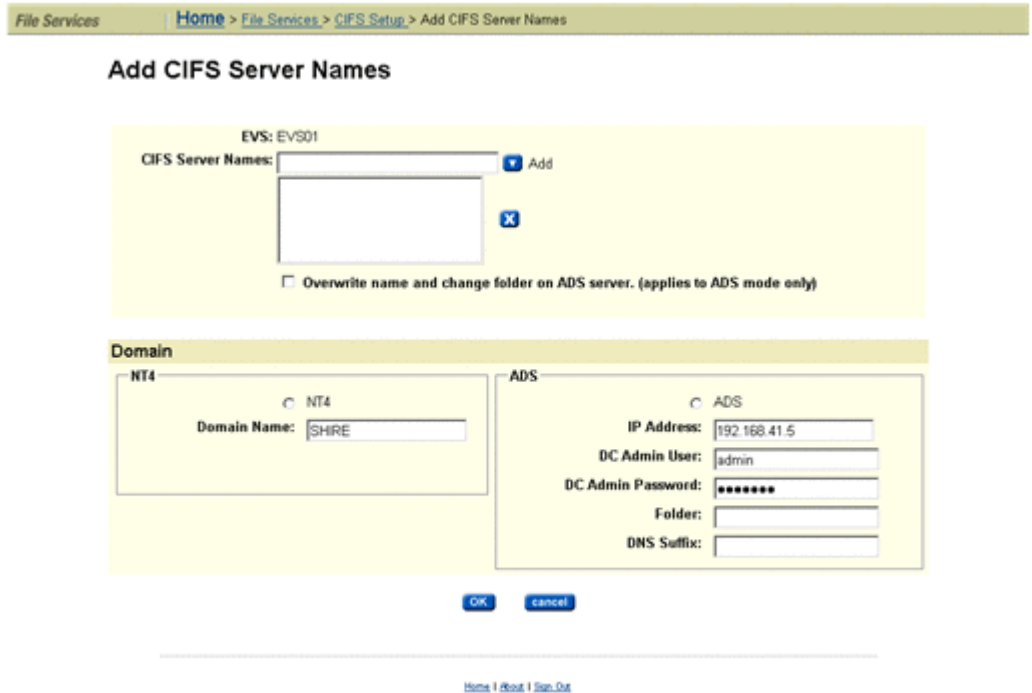 File Services
Home > File Services > CIFS Setup > Add CIFS Server Names
Add CIFS Server Names
EVS: EVS01
CIFS Server Names:
Add
X
Overwrite name and change folder on ADS server. (applies to ADS mode only)
Domain
NT4
NT4
Domain Name: SHIRE
ADS
ADS
IP Address: 192.168.41.5
DC Admin User: admin
DC Admin Password: •••••••
Folder:
DNS Suffix:
OK cancel
Home | About | Sign Out